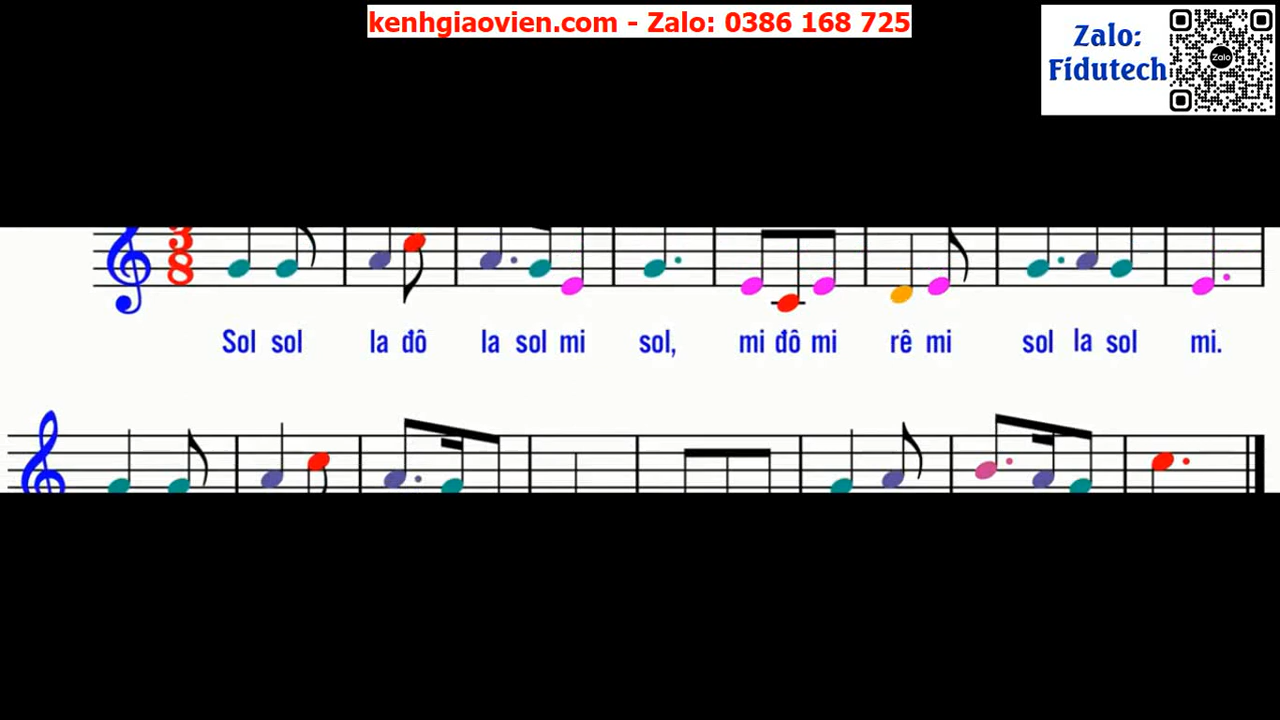 kenhgiaovien.com - Zalo: 0386 168 725
Zalo:
Fidutech
Zalo
3
8
Sol sol la đô la sol mi sol, mi đô mi rê mi sol la sol mi.